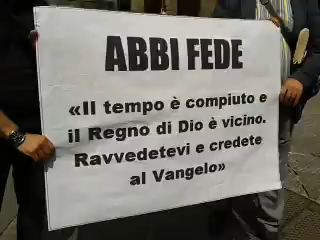 ABBI FEDE
«Il tempo è compiuto e
il Regno di Dio è vicino.
Ravvedetevi e credete
al Vangelo»